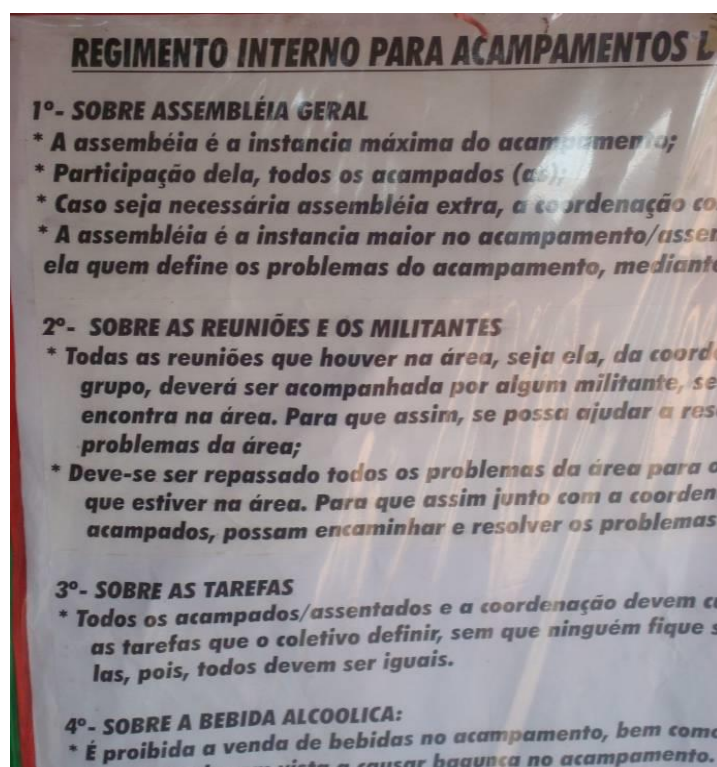 REGIMENTO INTERNO PARA ACAMPAMENTOS
1º- SOBRE ASSEMBLÉIA GERAL
* A assembéia é a instancia máxima do acampamento;
* Participação dela, todos os acampados (as);
* Caso seja necessária assembléia extra, a coordenação
* A assembléia é a instancia maior no acampamento/
ela quem define os problemas do acampamento, mediante
2º- SOBRE AS REUNIÕES E OS MILITANTES
* Todas as reuniões que houver na área, seja ela, da
grupo, deverá ser acompanhada por algum militante,
encontra na área. Para que assim, se possa ajudar a
problemas da área;
* Deve-se ser repassado todos os problemas da área para
que estiver na área. Para que assim junto com a
acampados, possam encaminhar e resolver os problemas
3º- SOBRE AS TAREFAS
* Todos os acampados/assentados e a coordenação devem
as tarefas que o coletivo definir, sem que ninguém fique
las, pois, todos devem ser iguais.
4º- SOBRE A BEBIDA ALCOOLICA:
* É proibida a venda de bebidas no acampamento, bem como
a causar bagunça no acampamento.